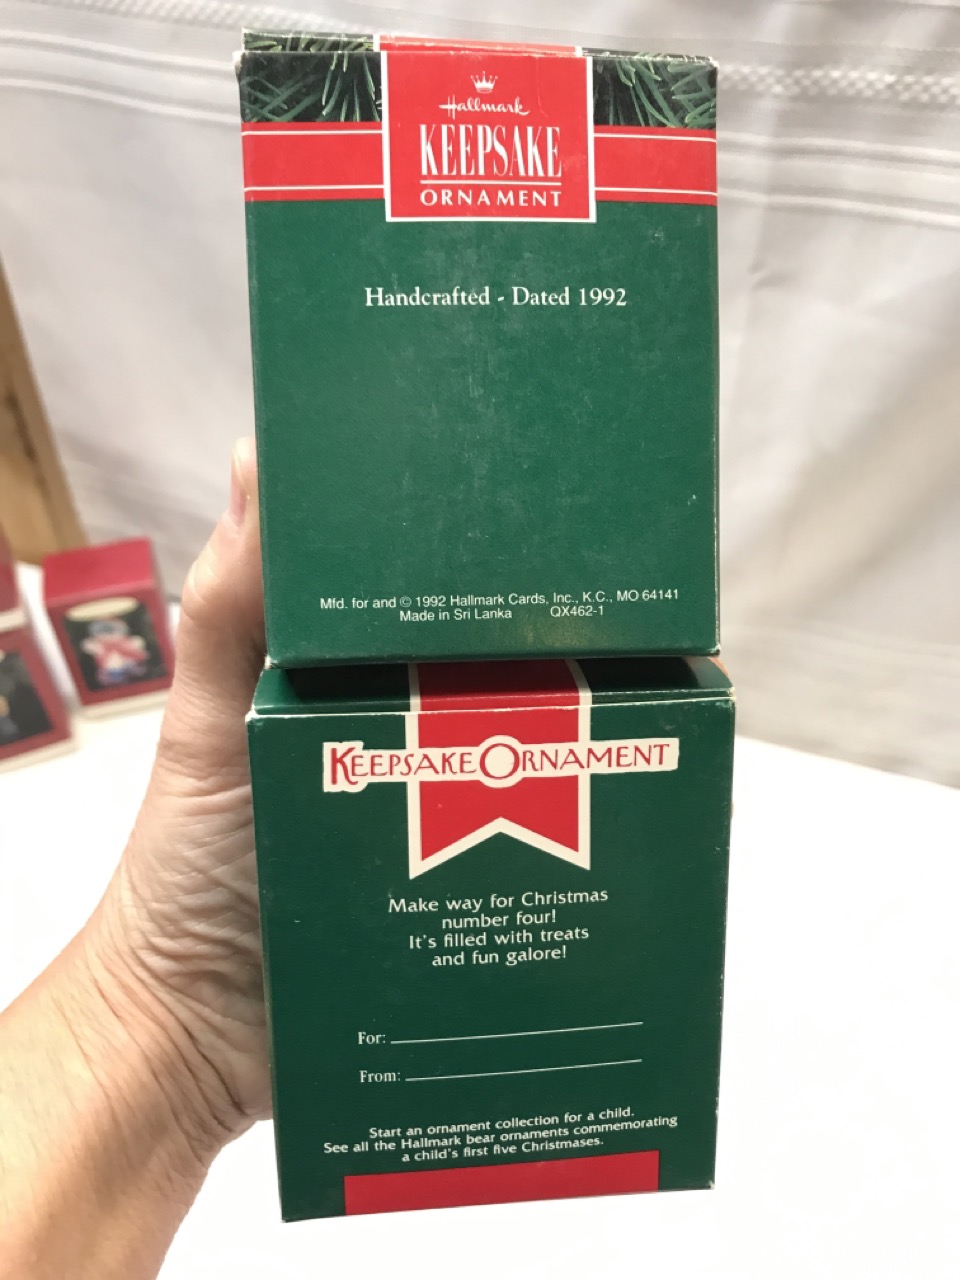 Hallmark
KEEPSAKE
ORNAMENT
Handcrafted - Dated 1992
Mfd. for and © 1992 Hallmark Cards, Inc., K.C., MO 64141
Made in Sri Lanka QX462-1
KEEPSAKE ORNAMENT
Make way for Christmas
number four!
It's filled with treats
and fun galore!
For:
From:
Start an ornament collection for a child.
See all the Hallmark bear ornaments commemorating
a child's first five Christmases.